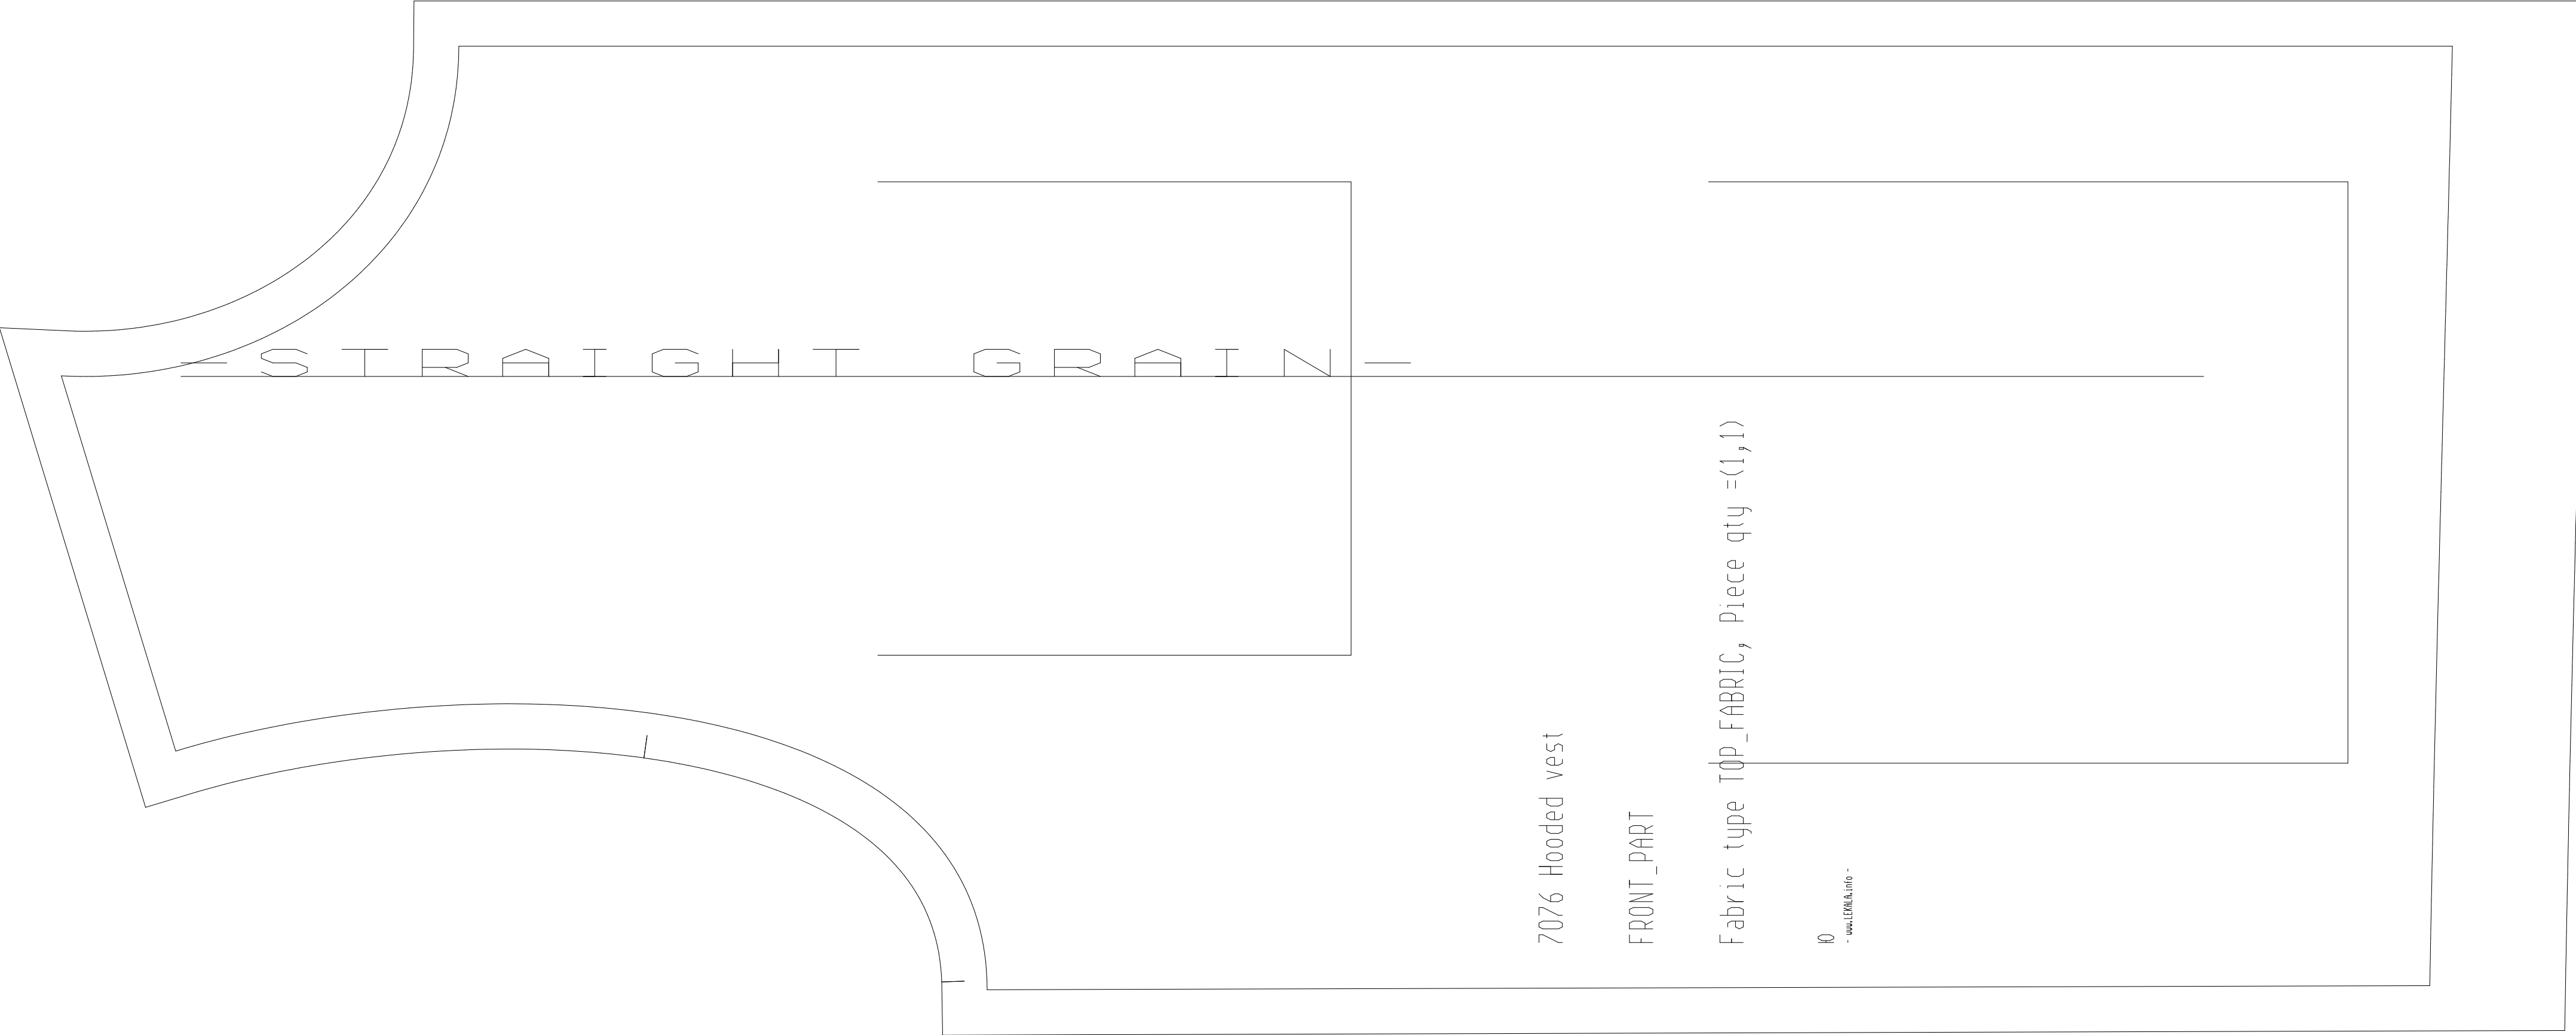 -STRAIGHT GRAIN-
7076 Hooded vest
FRONT_PART
Fabric type TOP_FABRIC, Piece qty =(1,1)
Ю
- www.LEKALA.info -